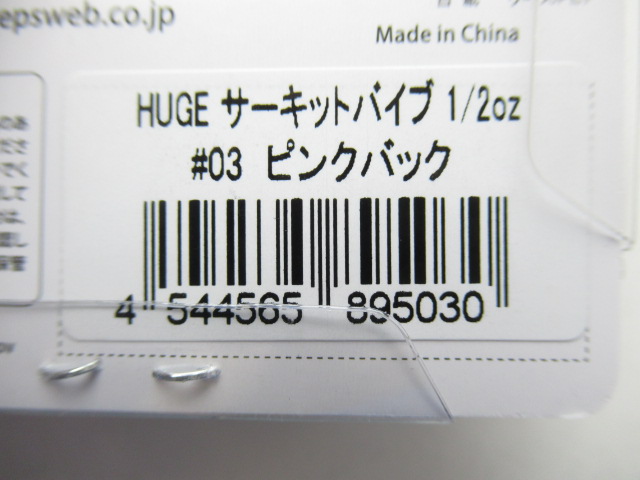 epsweb.co.jp
Made in China
HUGE サーキットバイブ 1/2oz
#03 ピンクバック
4 544565 895030